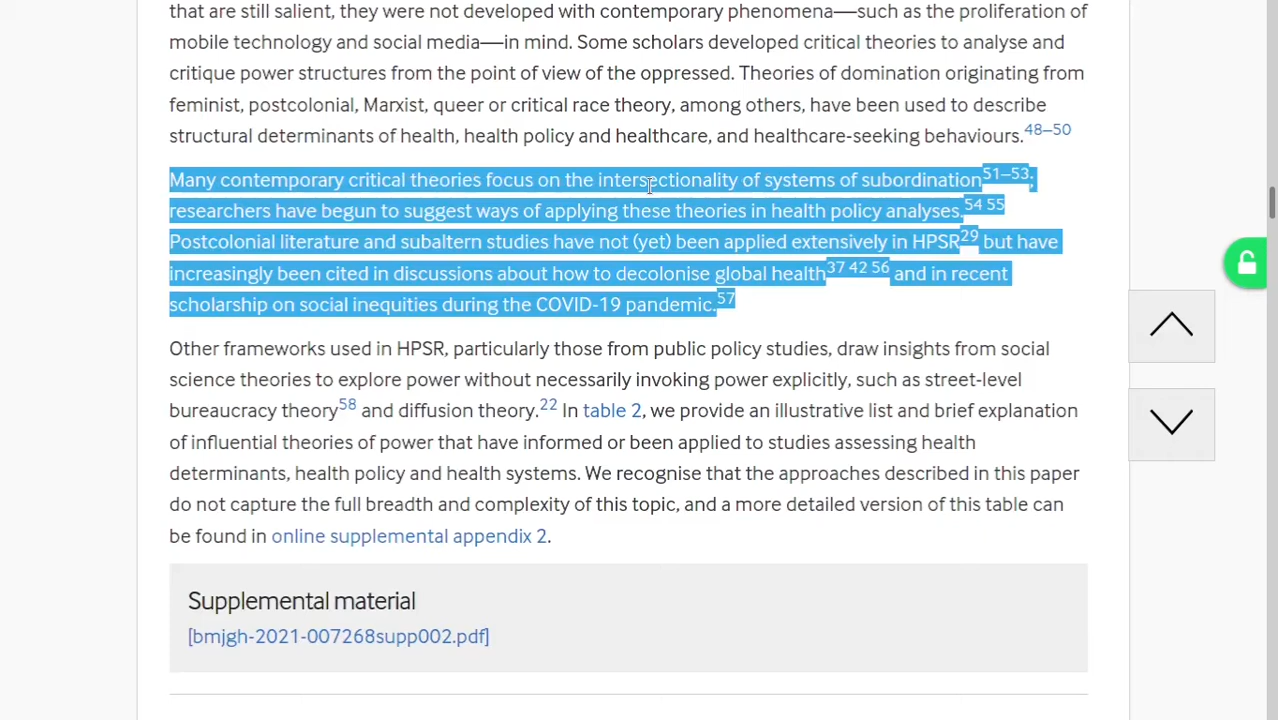 that are still salient, they were not developed with contemporary phenomena—such as the proliferation of
mobile technology and social media—in mind. Some scholars developed critical theories to analyse and
critique power structures from the point of view of the oppressed. Theories of domination originating from
feminist, postcolonial, Marxist, queer or critical race theory, among others, have been used to describe
structural determinants of health, health policy and healthcare, and healthcare-seeking behaviours.48–50
Many contemporary critical theories focus on the intersectionality of systems of subordination51–53;
researchers have begun to suggest ways of applying these theories in health policy analyses.54 55
Postcolonial literature and subaltern studies have not (yet) been applied extensively in HPSR29 but have
increasingly been cited in discussions about how to decolonise global health37 42 56 and in recent
scholarship on social inequities during the COVID-19 pandemic.57
Other frameworks used in HPSR, particularly those from public policy studies, draw insights from social
science theories to explore power without necessarily invoking power explicitly, such as street-level
bureaucracy theory58 and diffusion theory.22 In table 2, we provide an illustrative list and brief explanation
of influential theories of power that have informed or been applied to studies assessing health
determinants, health policy and health systems. We recognise that the approaches described in this paper
do not capture the full breadth and complexity of this topic, and a more detailed version of this table can
be found in online supplemental appendix 2.
Supplemental material
[bmjgh-2021-007268supp002.pdf]